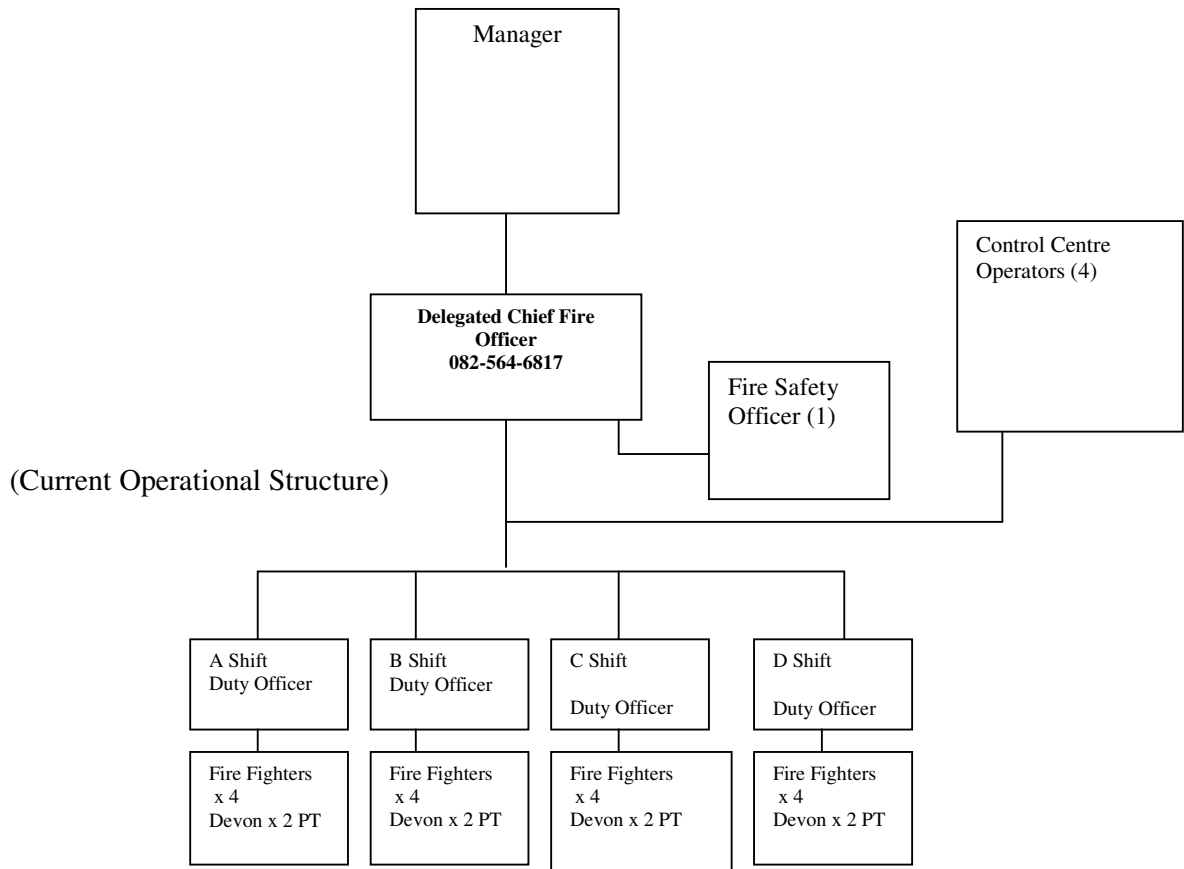 Manager
Control Centre
Operators (4)
Delegated Chief Fire
Officer
082-564-6817
Fire Safety
Officer (1)
(Current Operational Structure)
A Shift
Duty Officer
B Shift
Duty Officer
C Shift
Duty Officer
D Shift
Duty Officer
Fire Fighters
x 4
Devon x 2 PT
Fire Fighters
x 4
Devon x 2 PT
Fire Fighters
x 4
Devon x 2 PT
Fire Fighters
x 4
Devon x 2 PT